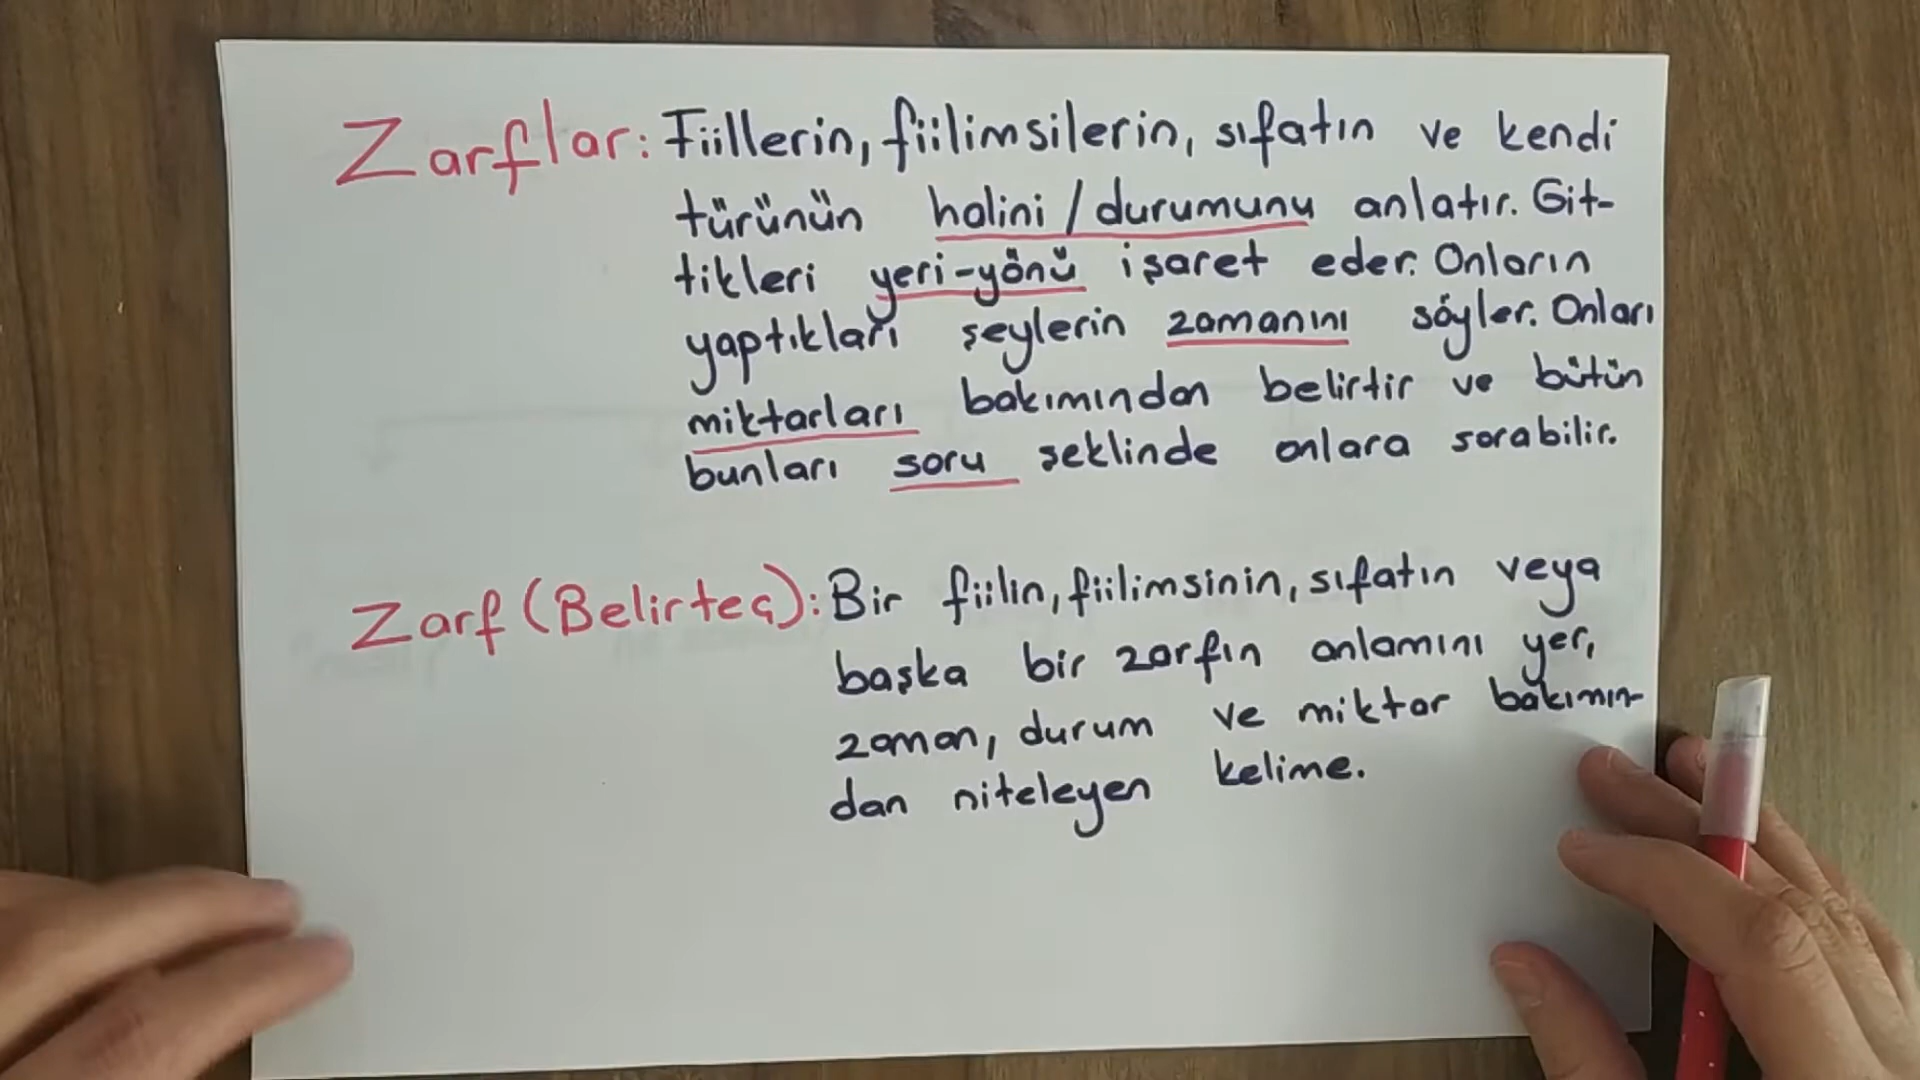 Zarflar: Fiillerin, fiilimsilerin, sıfatın ve kendi
türünün halini / durumunu anlatır. Git-
tikleri yeri-yönü işaret eder. Onların
yaptıkları şeylerin zamanını söyler. Onları
miktarları bakımından belirtir ve bütün
bunları soru şeklinde onlara sorabilir.
Zarf (Belirteç): Bir fiilin, fiilimsinin, sıfatın veya
başka bir zarfın anlamını yer,
zaman, durum ve miktar bakımın-
dan niteleyen kelime.